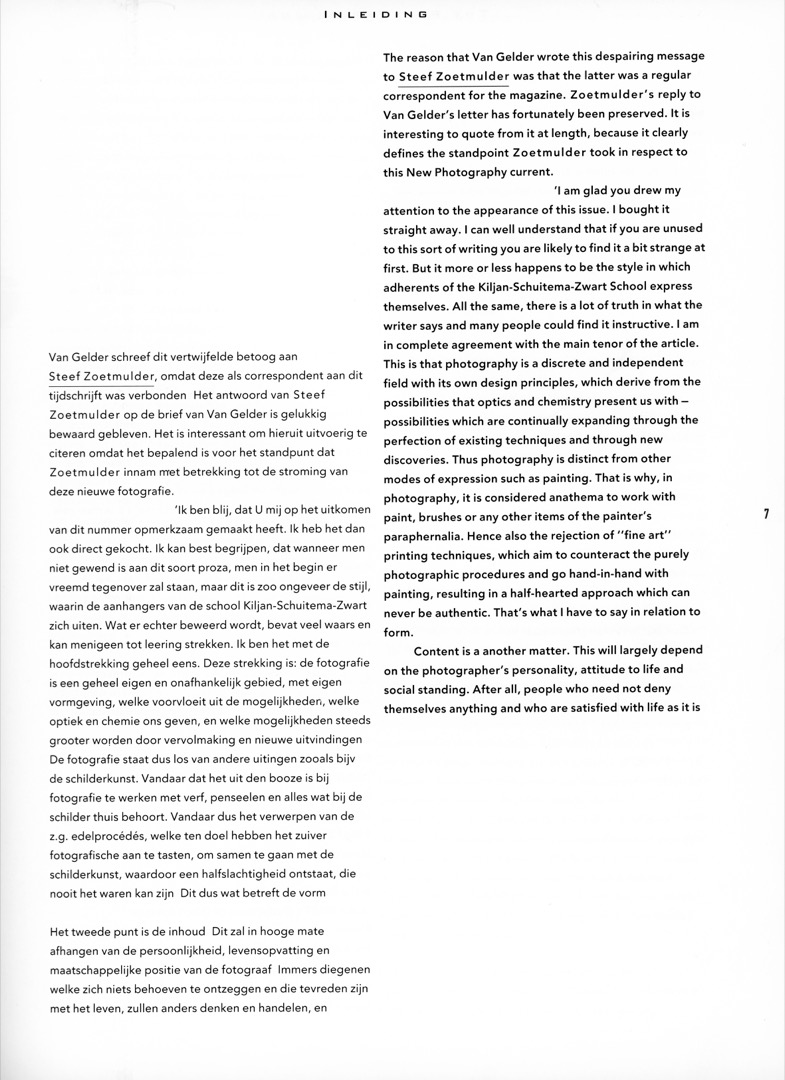 INLEIDING
Van Gelder schreef dit vertwijfelde betoog aan
Steef Zoetmulder, omdat deze als correspondent aan dit
tijdschrift was verbonden Het antwoord van Steef
Zoetmulder op de brief van Van Gelder is gelukkig
bewaard gebleven. Het is interessant om hieruit uitvoerig te
citeren omdat het bepalend is voor het standpunt dat
Zoetmulder innam met betrekking tot de stroming van
deze nieuwe fotografie.
'Ik ben blij, dat U mij op het uitkomen
van dit nummer opmerkzaam gemaakt heeft. Ik heb het dan
ook direct gekocht. Ik kan best begrijpen, dat wanneer men
niet gewend is aan dit soort proza, men in het begin er
vreemd tegenover zal staan, maar dit is zoo ongeveer de stijl,
waarin de aanhangers van de school Kiljan-Schuitema-Zwart
zich uiten. Wat er echter beweerd wordt, bevat veel waars en
kan menigeen tot leering strekken. Ik ben het met de
hoofdstrekking geheel eens. Deze strekking is: de fotografie
is een geheel eigen en onafhankelijk gebied, met eigen
vormgeving, welke voorvloeit uit de mogelijkheden, welke
optiek en chemie ons geven, en welke mogelijkheden steeds
grooter worden door vervolmaking en nieuwe uitvindingen
De fotografie staat dus los van andere uitingen zooals bijv
de schilderkunst. Vandaar dat het uit den booze is bij
fotografie te werken met verf, penseelen en alles wat bij de
schilder thuis behoort. Vandaar dus het verwerpen van de
z.g. edelprocédés, welke ten doel hebben het zuiver
fotografische aan te tasten, om samen te gaan met de
schilderkunst, waardoor een halfslachtigheid ontstaat, die
nooit het waren kan zijn Dit dus wat betreft de vorm
Het tweede punt is de inhoud Dit zal in hooge mate
afhangen van de persoonlijkheid, levensopvatting en
maatschappelijke positie van de fotograaf Immers diegenen
welke zich niets behoeven te ontzeggen en die tevreden zijn
met het leven, zullen anders denken en handelen, en
The reason that Van Gelder wrote this despairing message
to Steef Zoetmulder was that the latter was a regular
correspondent for the magazine. Zoetmulder's reply to
Van Gelder's letter has fortunately been preserved. It is
interesting to quote from it at length, because it clearly
defines the standpoint Zoetmulder took in respect to
this New Photography current.
'I am glad you drew my
attention to the appearance of this issue. I bought it
straight away. I can well understand that if you are unused
to this sort of writing you are likely to find it a bit strange at
first. But it more or less happens to be the style in which
adherents of the Kiljan-Schuitema-Zwart School express
themselves. All the same, there is a lot of truth in what the
writer says and many people could find it instructive. I am
in complete agreement with the main tenor of the article.
This is that photography is a discrete and independent
field with its own design principles, which derive from the
possibilities that optics and chemistry present us with –
possibilities which are continually expanding through the
perfection of existing techniques and through new
discoveries. Thus photography is distinct from other
modes of expression such as painting. That is why, in
photography, it is considered anathema to work with
paint, brushes or any other items of the painter's
paraphernalia. Hence also the rejection of "fine art"
printing techniques, which aim to counteract the purely
photographic procedures and go hand-in-hand with
painting, resulting in a half-hearted approach which can
never be authentic. That's what I have to say in relation to
form.
Content is a another matter. This will largely depend
on the photographer's personality, attitude to life and
social standing. After all, people who need not deny
themselves anything and who are satisfied with life as it is
7